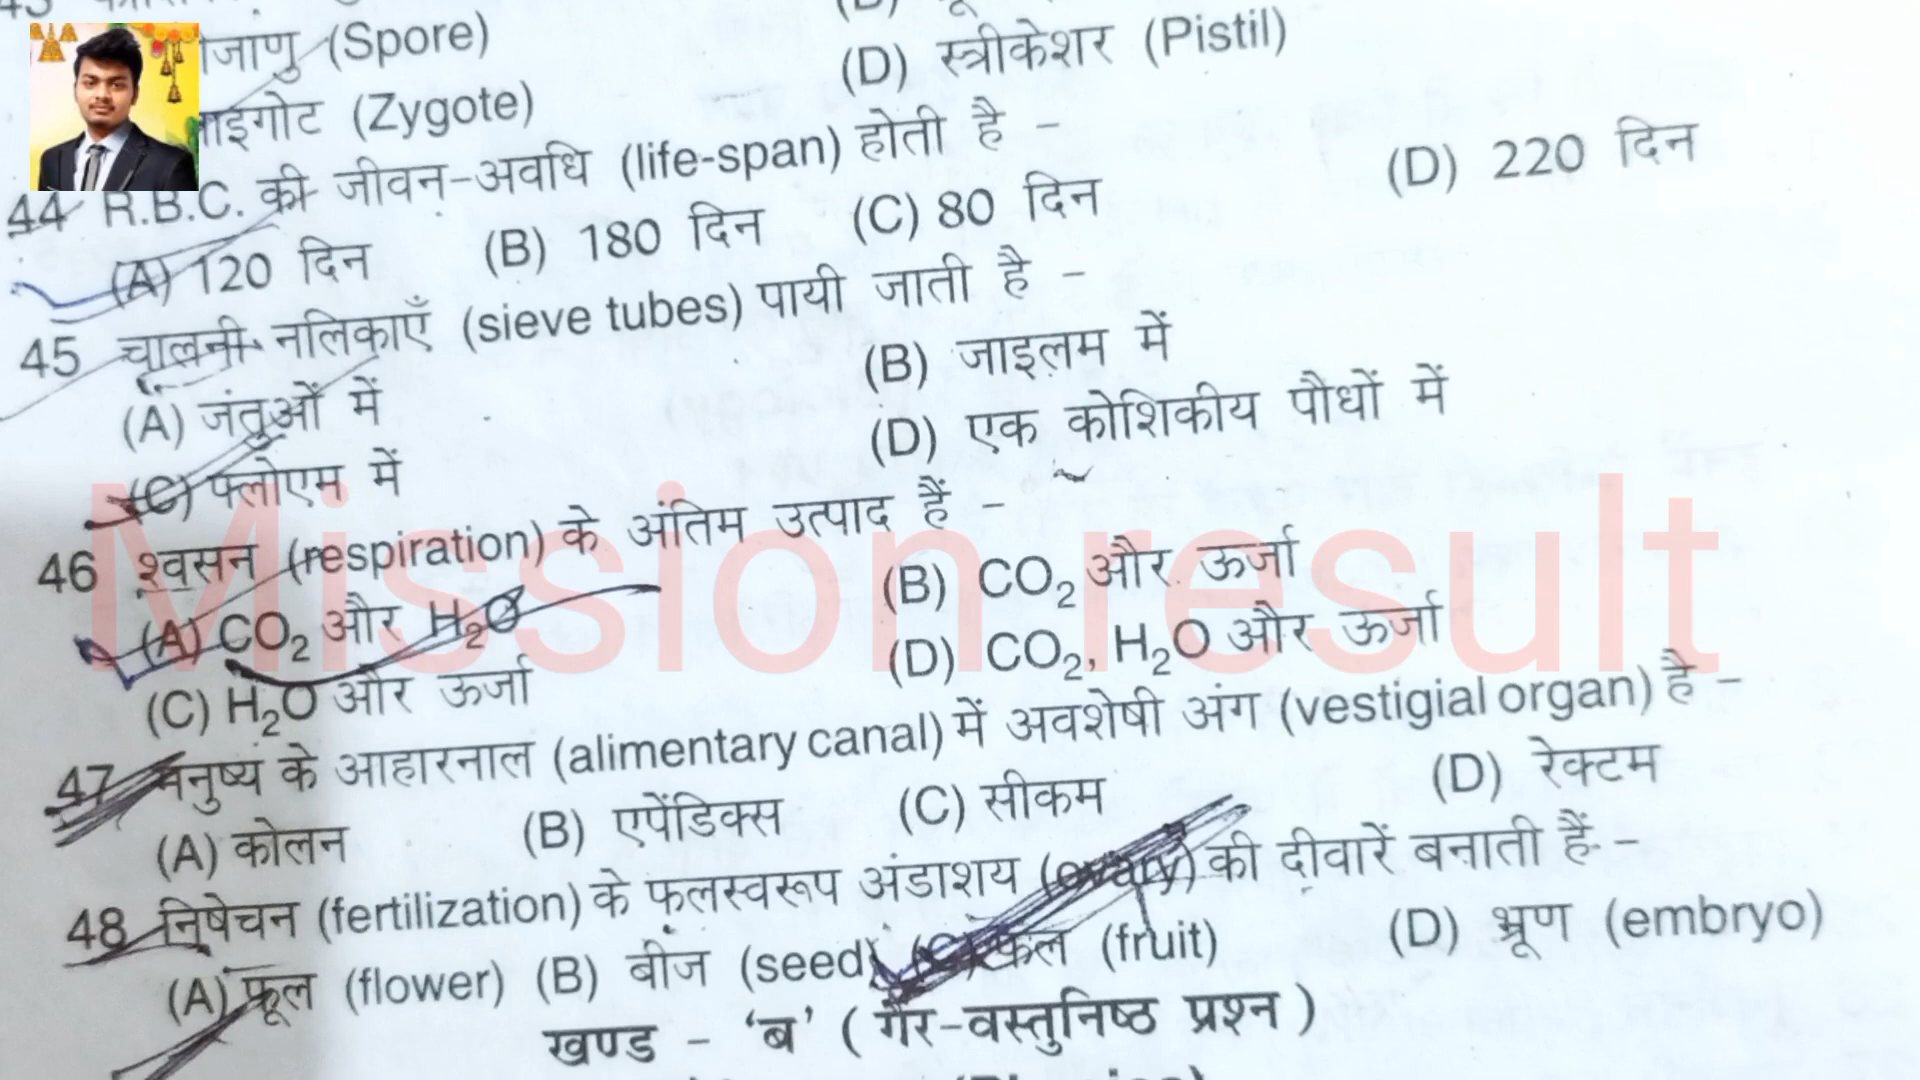 जाणु (Spore)
(D) स्त्रीकेशर (Pistil)
ाइगोट (Zygote)
44 R.B.C. की जीवन-अवधि (life-span) होती है -
(A) 120 दिन (B) 180 दिन (C) 80 दिन (D) 220 दिन
45 चालनी नलिकाएँ (sieve tubes) पायी जाती है -
(A) जंतुओं में (B) जाइलम में
(C) फ्लोएम में (D) एक कोशिकीय पौधों में
46 श्वसन (respiration) के अंतिम उत्पाद हैं -
(A) CO₂ और H₂O (B) CO₂ और ऊर्जा
(C) H₂O और ऊर्जा (D) CO₂, H₂O और ऊर्जा
47 मनुष्य के आहारनाल (alimentary canal) में अवशेषी अंग (vestigial organ) है -
(A) कोलन (B) एपेंडिक्स (C) सीकम (D) रेक्टम
48 निषेचन (fertilization) के फलस्वरूप अंडाशय (ovary) की दीवारें बनाती हैं -
(A) फूल (flower) (B) बीज (seed) (C) फल (fruit) (D) भ्रूण (embryo)
खण्ड - 'ब' ( गैर-वस्तुनिष्ठ प्रश्न )
Mission result